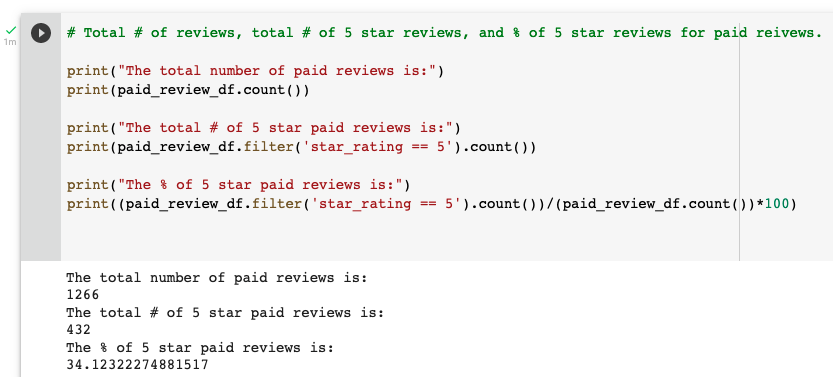 1m
# Total # of reviews, total # of 5 star reviews, and % of 5 star reviews for paid reivews.
print("The total number of paid reviews is:")
print(paid_review_df.count())
print("The total # of 5 star paid reviews is:")
print(paid_review_df.filter('star_rating == 5').count())
print("The % of 5 star paid reviews is:")
print((paid_review_df.filter('star_rating == 5').count())/(paid_review_df.count())*100)
The total number of paid reviews is:
1266
The total # of 5 star paid reviews is:
432
The % of 5 star paid reviews is:
34.12322274881517